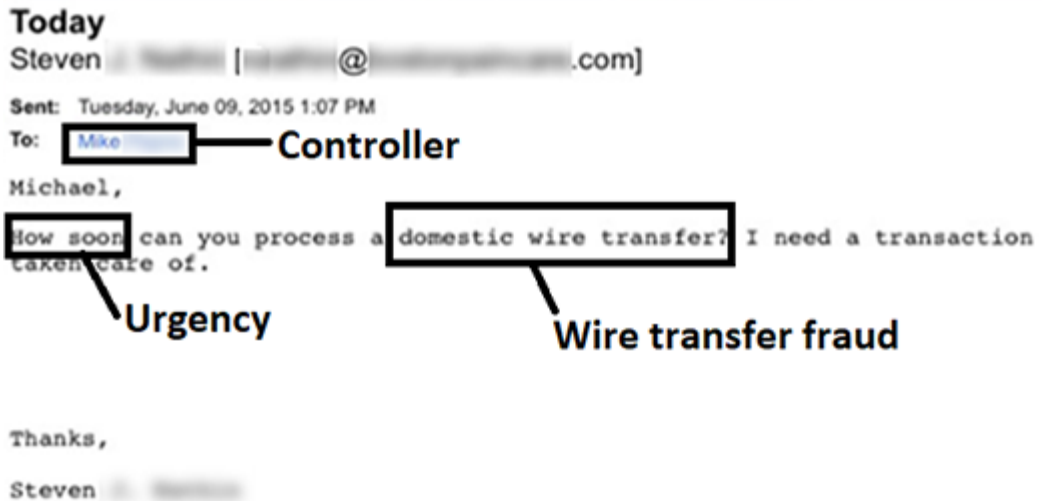 Today
Steven [ @ .com]
Sent: Tuesday, June 09, 2015 1:07 PM
To: Mike Controller
Michael,
How soon can you process a domestic wire transfer? I need a transaction
taken care of.
Urgency
Wire transfer fraud
Thanks,
Steven